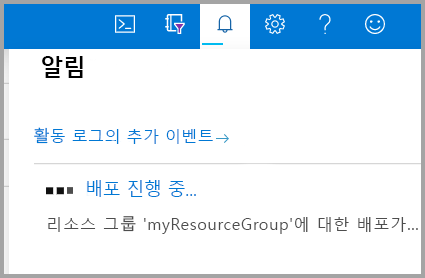 알림
활동 로그의 추가 이벤트→
배포 진행 중...
리소스 그룹 'myResourceGroup'에 대한 배포가...